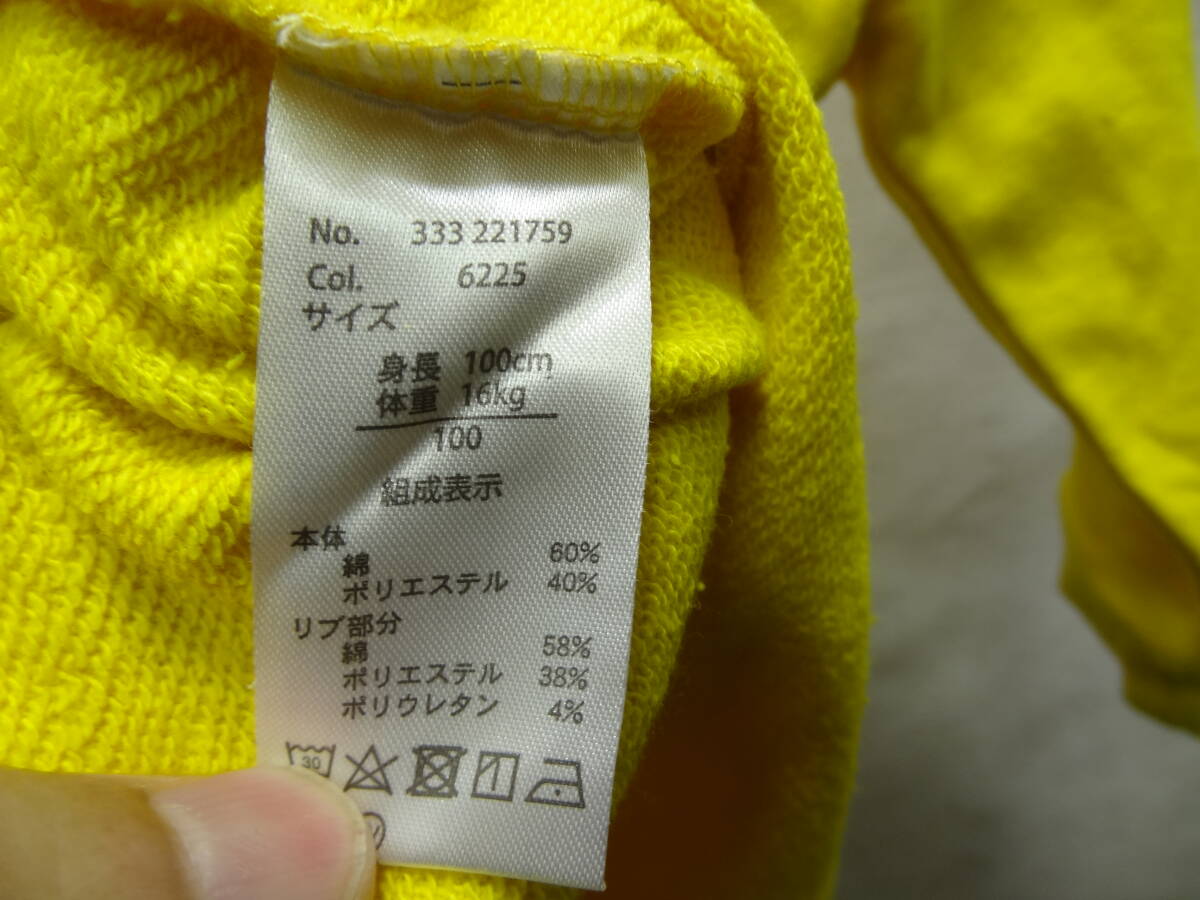 No. 333 221759
Col. 6225
サイズ
身長 100cm
体重 16kg
100
組成表示
本体
綿 60%
ポリエステル 40%
リブ部分
綿 58%
ポリエステル 38%
ポリウレタン 4%
30